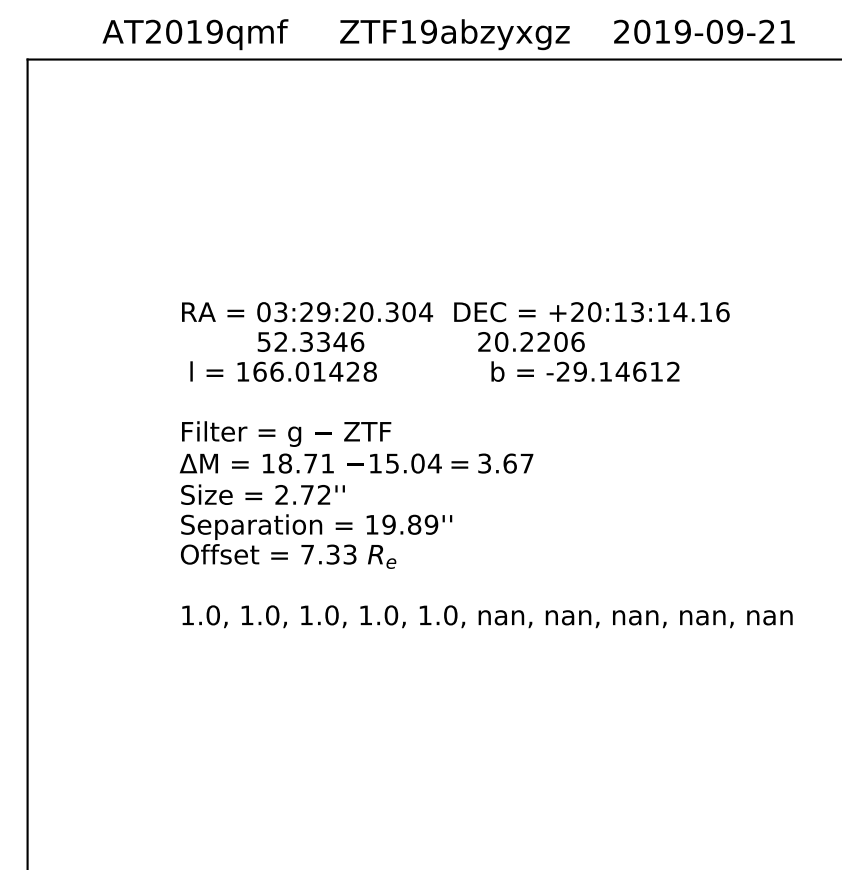 AT2019qmf ZTF19abzyxgz 2019-09-21
RA = 03:29:20.304 DEC = +20:13:14.16
52.3346 20.2206
l = 166.01428 b = -29.14612
Filter = g − ZTF
ΔM = 18.71 −15.04 = 3.67
Size = 2.72''
Separation = 19.89''
Offset = 7.33 Rₑ
1.0, 1.0, 1.0, 1.0, 1.0, nan, nan, nan, nan, nan